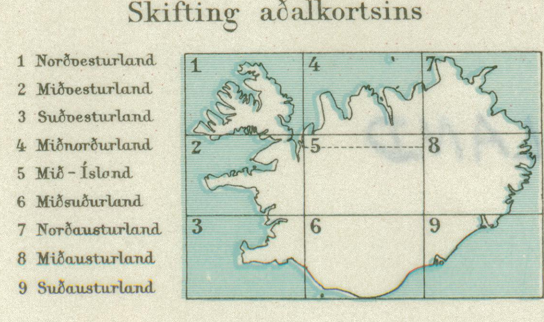 Skifting aðalkortsins
1 Norðvesturland
2 Miðvesturland
3 Suðvesturland
4 Miðnorðurland
5 Mið-Ísland
6 Miðsuðurland
7 Norðausturland
8 Miðausturland
9 Suðausturland
1 4 7
2 5 8
3 6 9